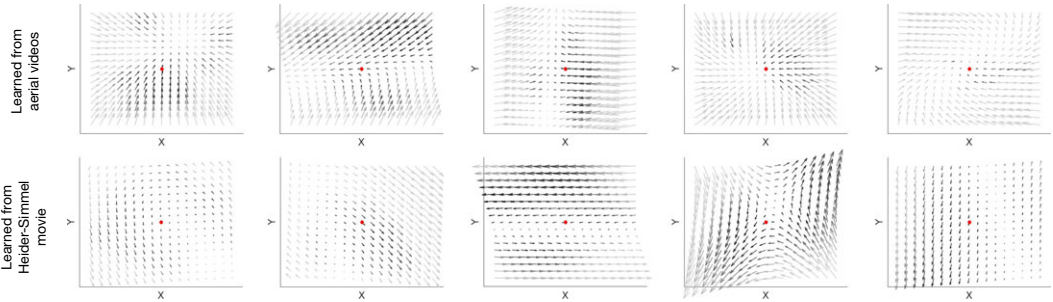 Learned from
aerial videos
Y
X
Y
X
Y
X
Y
X
Y
X
Learned from
Heider-Simmel
movie
Y
X
Y
X
Y
X
Y
X
Y
X